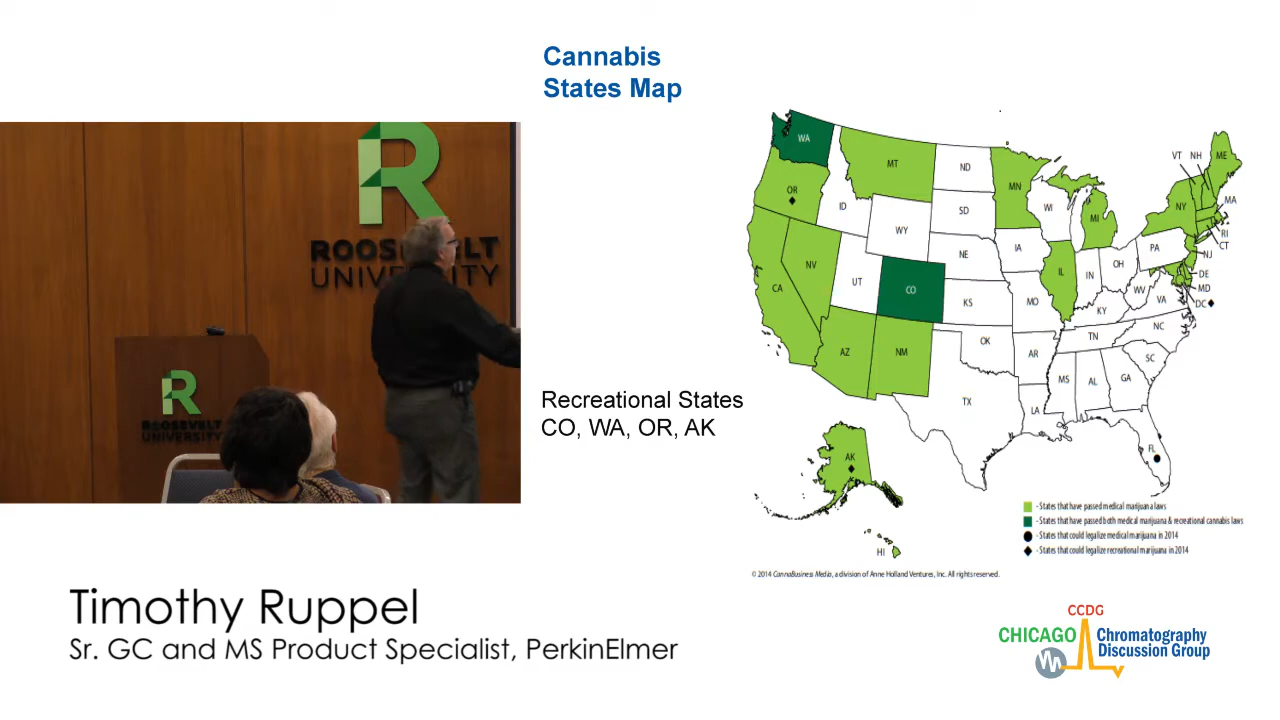 Cannabis
States Map
ROOSEVELT
UNIVERSITY
ROOSEVELT
UNIVERSITY
Recreational States
CO, WA, OR, AK
WA
MT
ND
MN
OR
ID
SD
WI
MI
VT
NH
ME
NY
MA
RI
CT
WY
NE
IA
PA
NJ
NV
UT
CO
IL
IN
OH
DE
MD
DC
WV
VA
CA
KS
MO
KY
NC
AZ
NM
OK
AR
TN
SC
TX
MS
AL
GA
LA
FL
AK
HI
- States that have passed medical marijuana laws
- States that have passed both medical marijuana & recreational cannabis laws
- States that could legalize medical marijuana in 2014
- States that could legalize recreational marijuana in 2014
© 2014 CannaBusiness Media, a division of Anne Holland Ventures, Inc. All rights reserved.
Timothy Ruppel
Sr. GC and MS Product Specialist, PerkinElmer
CCDG
CHICAGO Chromatography
Discussion Group